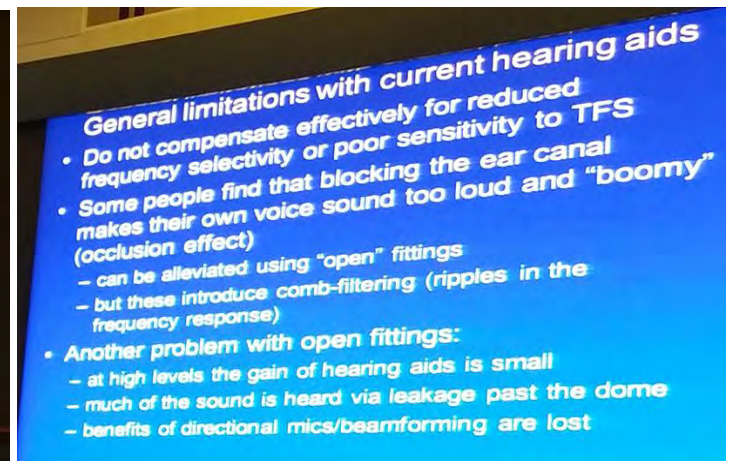 General limitations with current hearing aids
• Do not compensate effectively for reduced
frequency selectivity or poor sensitivity to TFS
• Some people find that blocking the ear canal
makes their own voice sound too loud and “boomy”
(occlusion effect)
– can be alleviated using “open” fittings
– but these introduce comb-filtering (ripples in the
frequency response)
• Another problem with open fittings:
– at high levels the gain of hearing aids is small
– much of the sound is heard via leakage past the dome
– benefits of directional mics/beamforming are lost